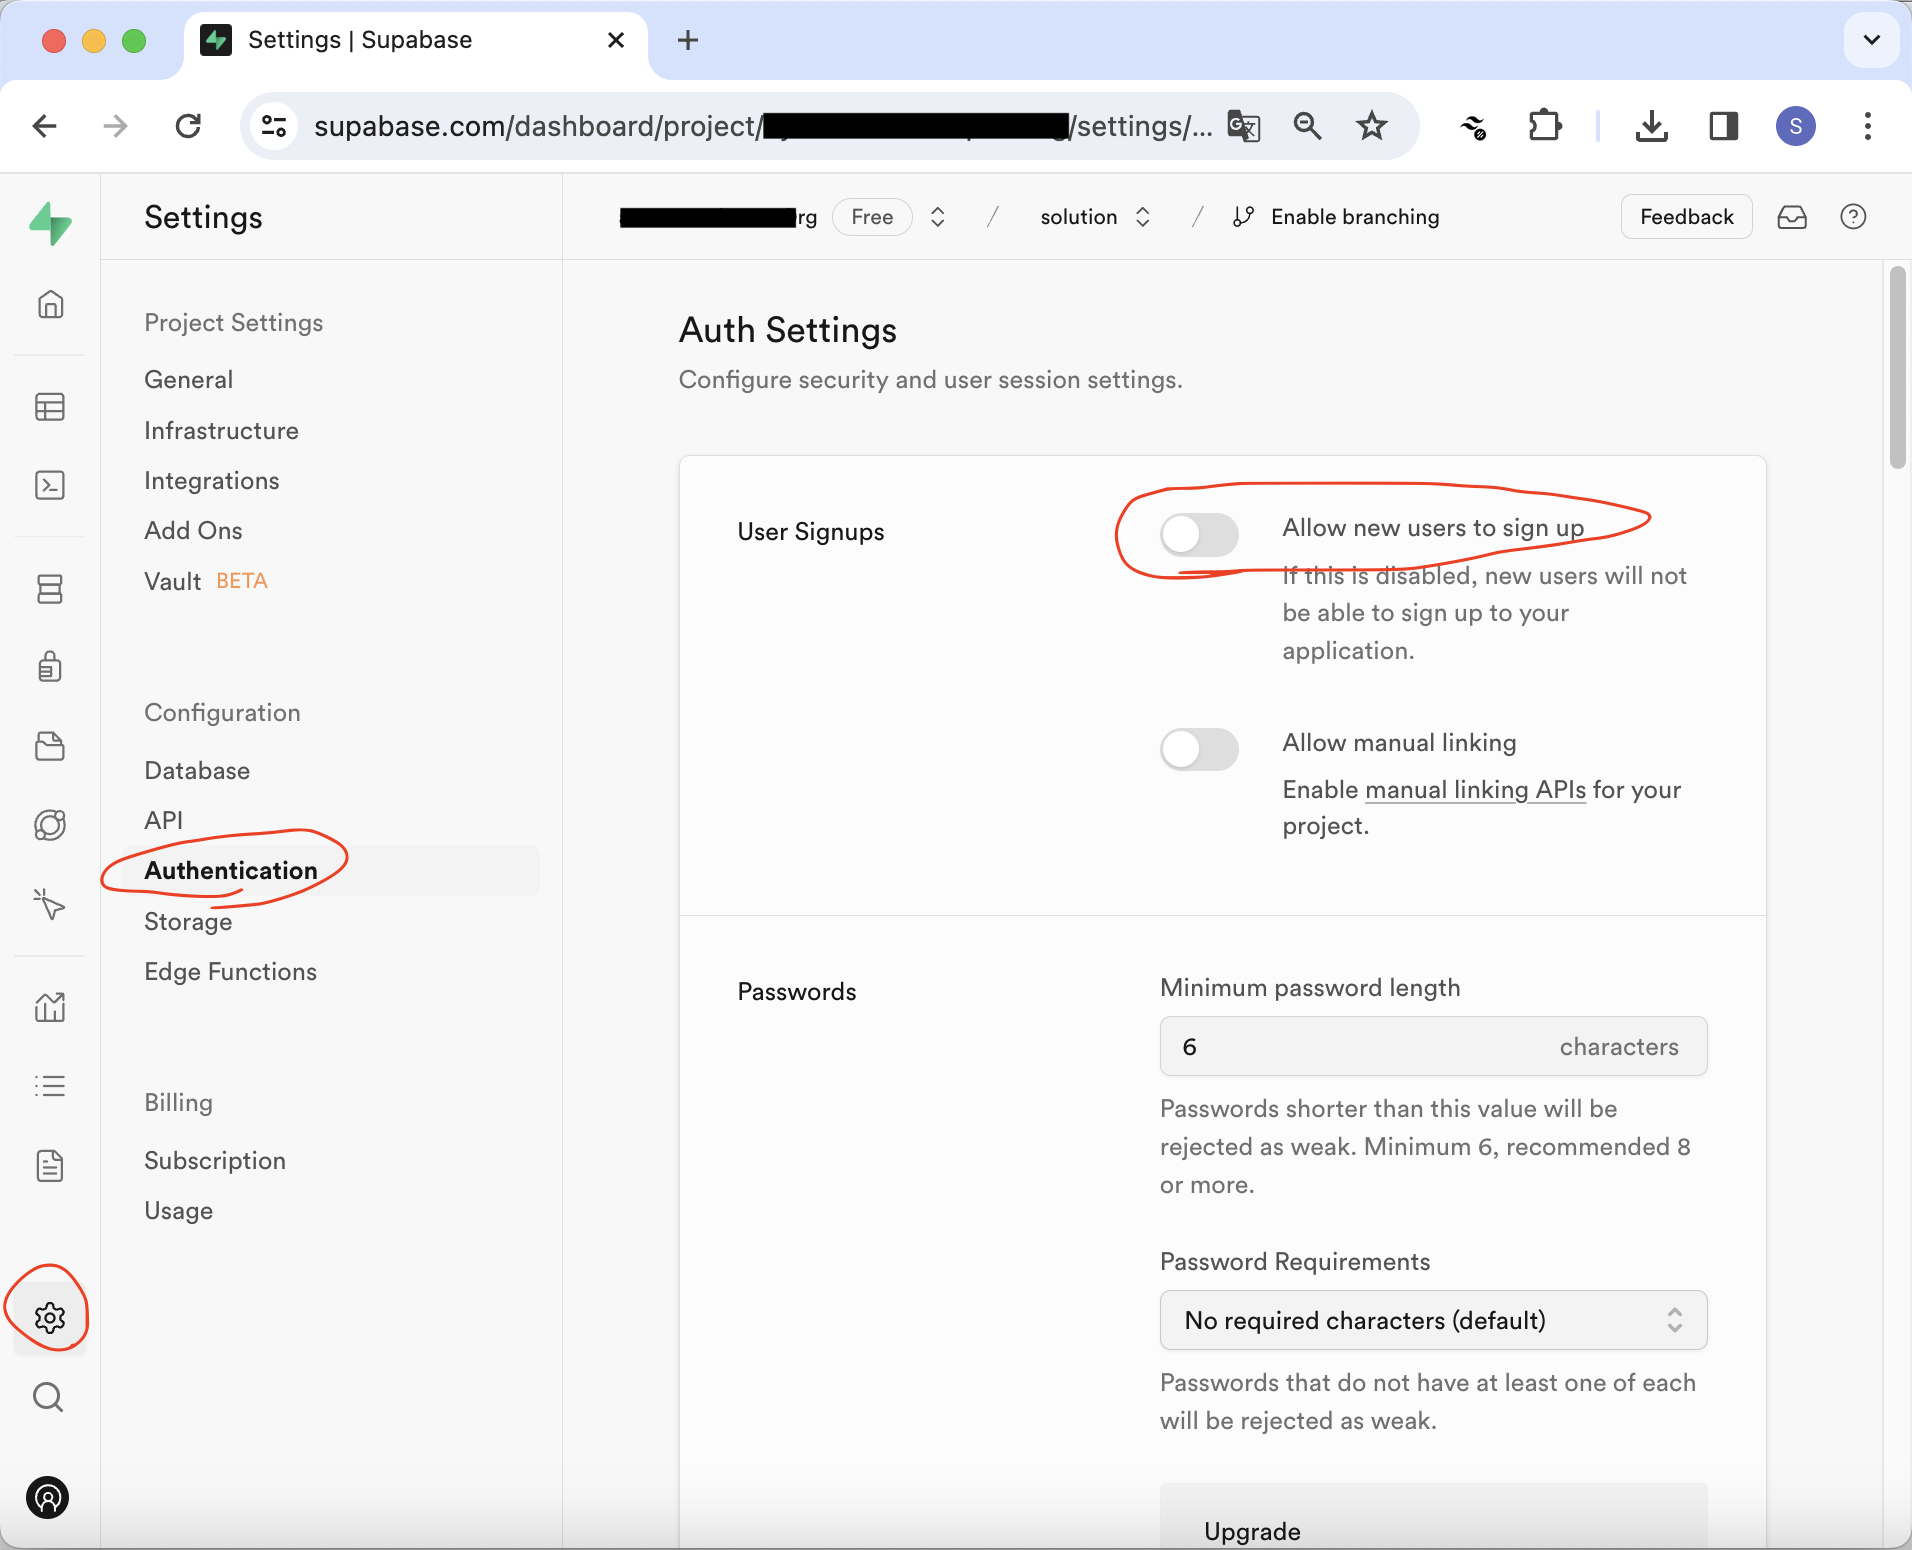 Settings | Supabase
supabase.com/dashboard/project/
/settings/...
S
Settings
rg
Free
/
solution
/
Enable branching
Feedback
Project Settings
General
Infrastructure
Integrations
Add Ons
Vault BETA
Configuration
Database
API
Authentication
Storage
Edge Functions
Billing
Subscription
Usage
Auth Settings
Configure security and user session settings.
User Signups
Allow new users to sign up
If this is disabled, new users will not
be able to sign up to your
application.
Allow manual linking
Enable manual linking APIs for your
project.
Passwords
Minimum password length
6
characters
Passwords shorter than this value will be
rejected as weak. Minimum 6, recommended 8
or more.
Password Requirements
No required characters (default)
Passwords that do not have at least one of each
will be rejected as weak.
Upgrade